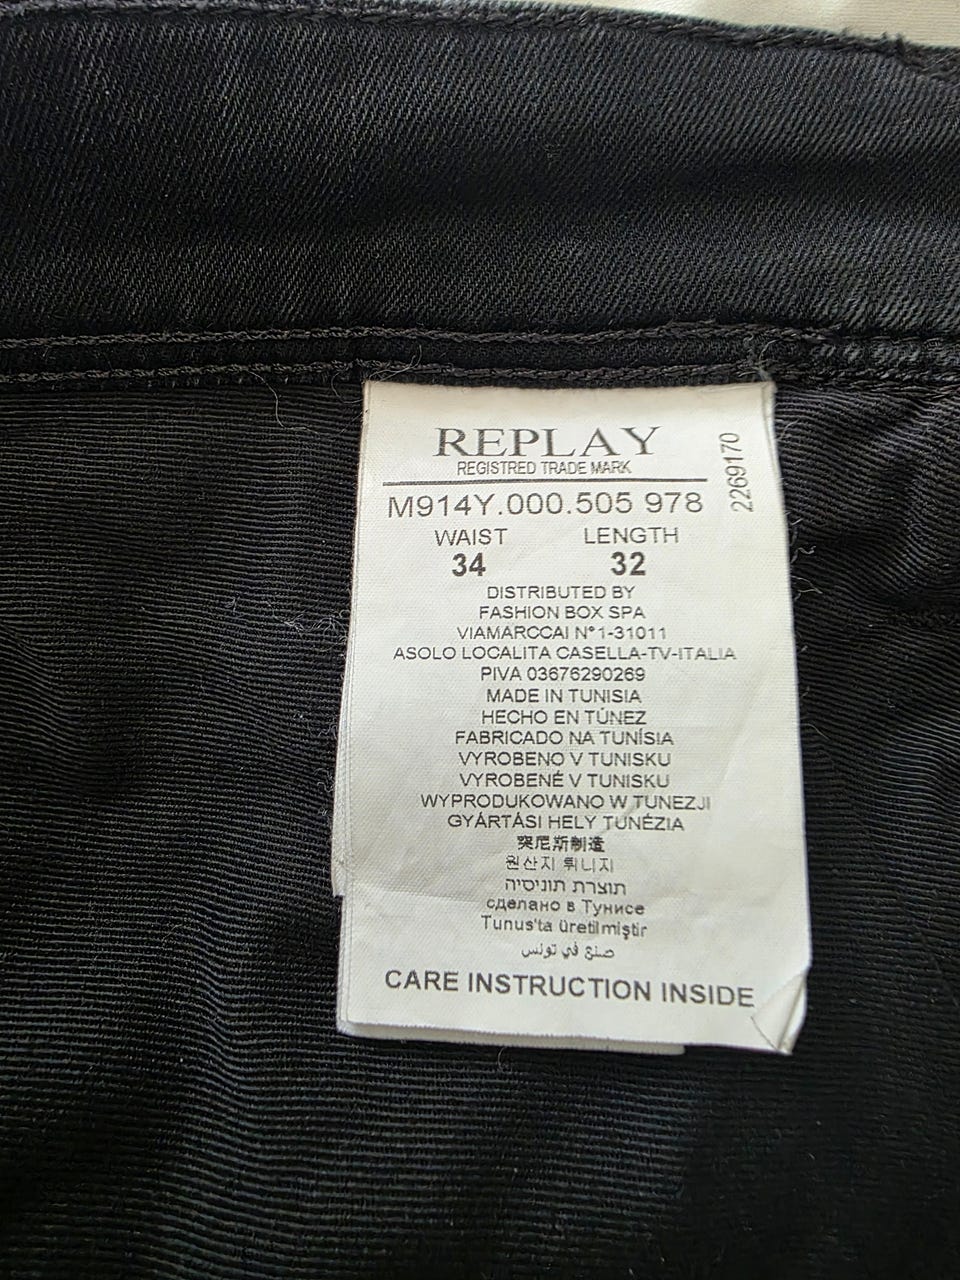 REPLAY
REGISTRED TRADE MARK
2269170
M914Y.000.505 978
WAIST LENGTH
34 32
DISTRIBUTED BY
FASHION BOX SPA
VIAMARCCAI N°1-31011
ASOLO LOCALITA CASELLA-TV-ITALIA
PIVA 03676290269
MADE IN TUNISIA
HECHO EN TÚNEZ
FABRICADO NA TUNÍSIA
VYROBENO V TUNISKU
VYROBENÉ V TUNISKU
WYPRODUKOWANO W TUNEZJI
GYÁRTÁSI HELY TUNÉZIA
突尼斯制造
원산지 튀니지
תוצרת תוניסיה
сделано в Тунисе
Tunus'ta üretilmiştir
صنع في تونس
CARE INSTRUCTION INSIDE